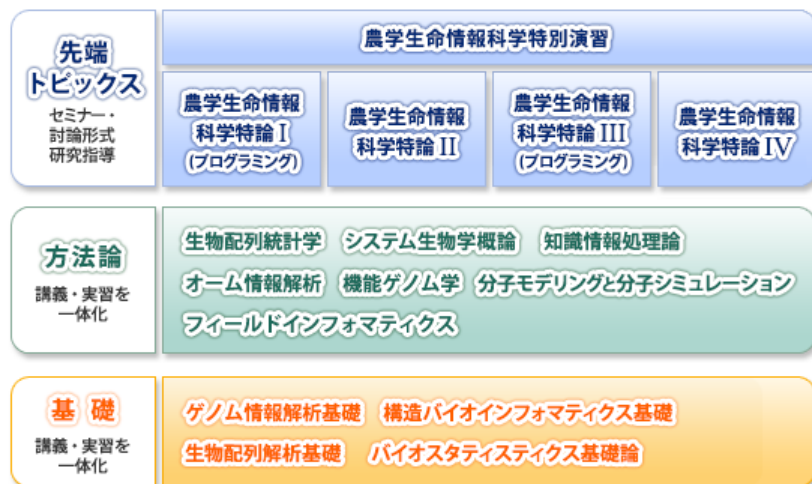 先端
トピックス
セミナー・
討論形式
研究指導
農学生命情報科学特別演習
農学生命情報
科学特論Ⅰ
(プログラミング)
農学生命情報
科学特論Ⅱ
農学生命情報
科学特論Ⅲ
(プログラミング)
農学生命情報
科学特論Ⅳ
方法論
講義・実習を
一体化
生物配列統計学 システム生物学概論 知識情報処理論
オーム情報解析 機能ゲノム学 分子モデリングと分子シミュレーション
フィールドインフォマティクス
基礎
講義・実習を
一体化
ゲノム情報解析基礎 構造バイオインフォマティクス基礎
生物配列解析基礎 バイオスタティスティクス基礎論